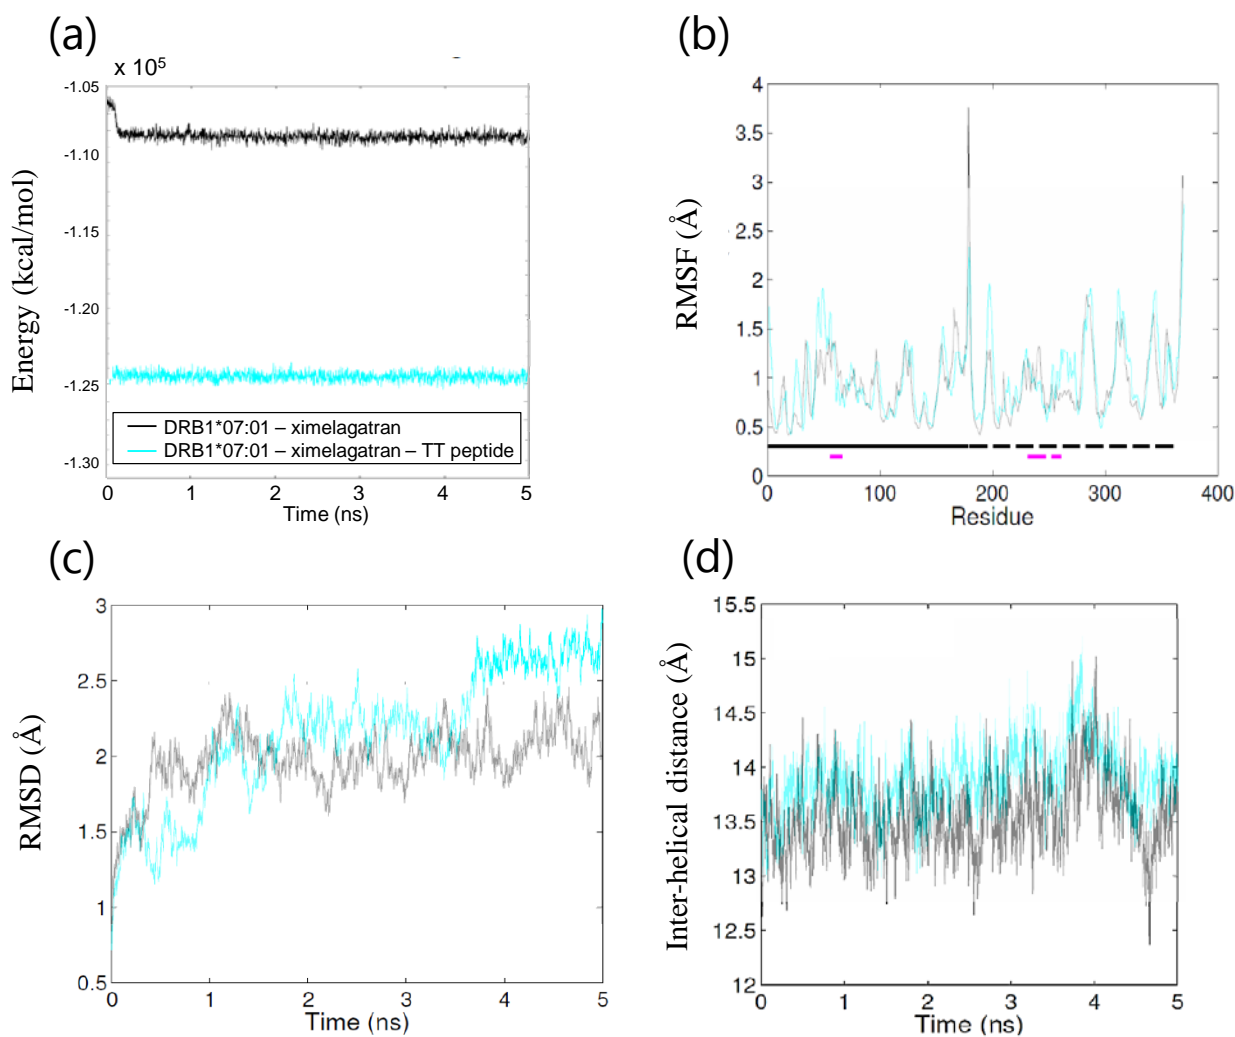 (a)
x 10⁵
-1.05
-1.10
-1.15
-1.20
-1.25
-1.30
Energy (kcal/mol)
DRB1*07:01 – ximelagatran
DRB1*07:01 – ximelagatran – TT peptide
0 1 2 3 4 5
Time (ns)
(b)
4
3.5
3
2.5
2
1.5
1
0.5
0
RMSF (Å)
0 100 200 300 400
Residue
(c)
3
2.5
2
1.5
1
0.5
RMSD (Å)
0 1 2 3 4 5
Time (ns)
(d)
15.5
15
14.5
14
13.5
13
12.5
12
Inter-helical distance (Å)
0 1 2 3 4 5
Time (ns)